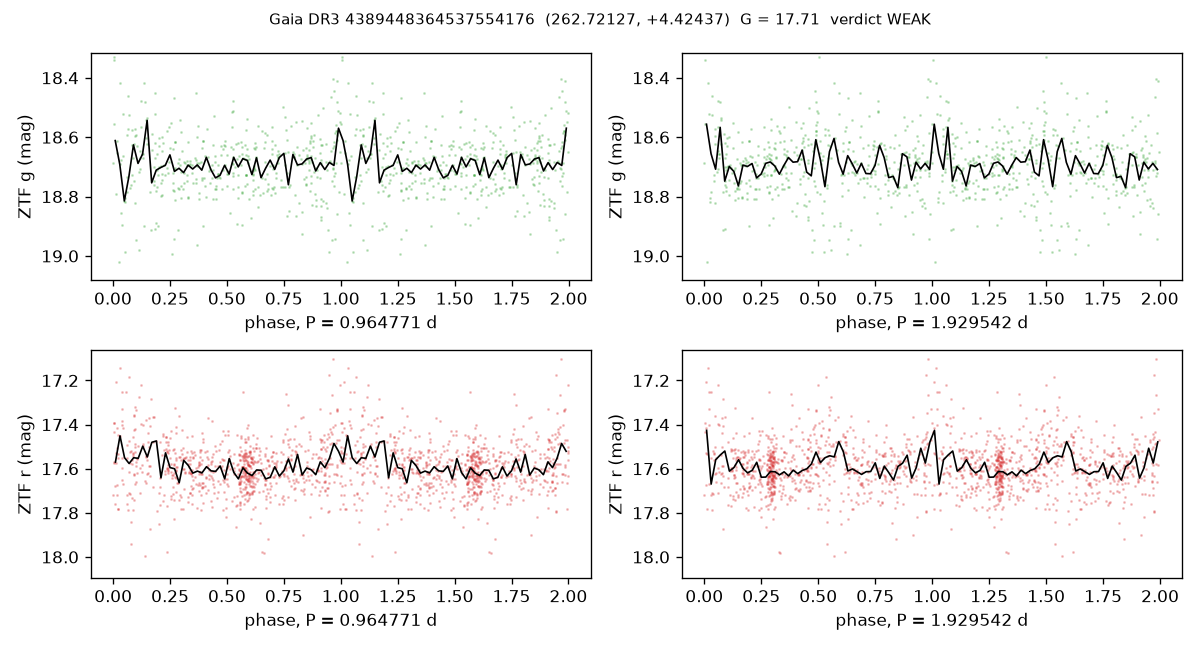 Gaia DR3 4389448364537554176 (262.72127, +4.42437) G = 17.71 verdict WEAK
ZTF g (mag)
18.4
18.6
18.8
19.0
0.00 0.25 0.50 0.75 1.00 1.25 1.50 1.75 2.00
phase, P = 0.964771 d
ZTF g (mag)
18.4
18.6
18.8
19.0
0.00 0.25 0.50 0.75 1.00 1.25 1.50 1.75 2.00
phase, P = 1.929542 d
ZTF r (mag)
17.2
17.4
17.6
17.8
18.0
0.00 0.25 0.50 0.75 1.00 1.25 1.50 1.75 2.00
phase, P = 0.964771 d
ZTF r (mag)
17.2
17.4
17.6
17.8
18.0
0.00 0.25 0.50 0.75 1.00 1.25 1.50 1.75 2.00
phase, P = 1.929542 d